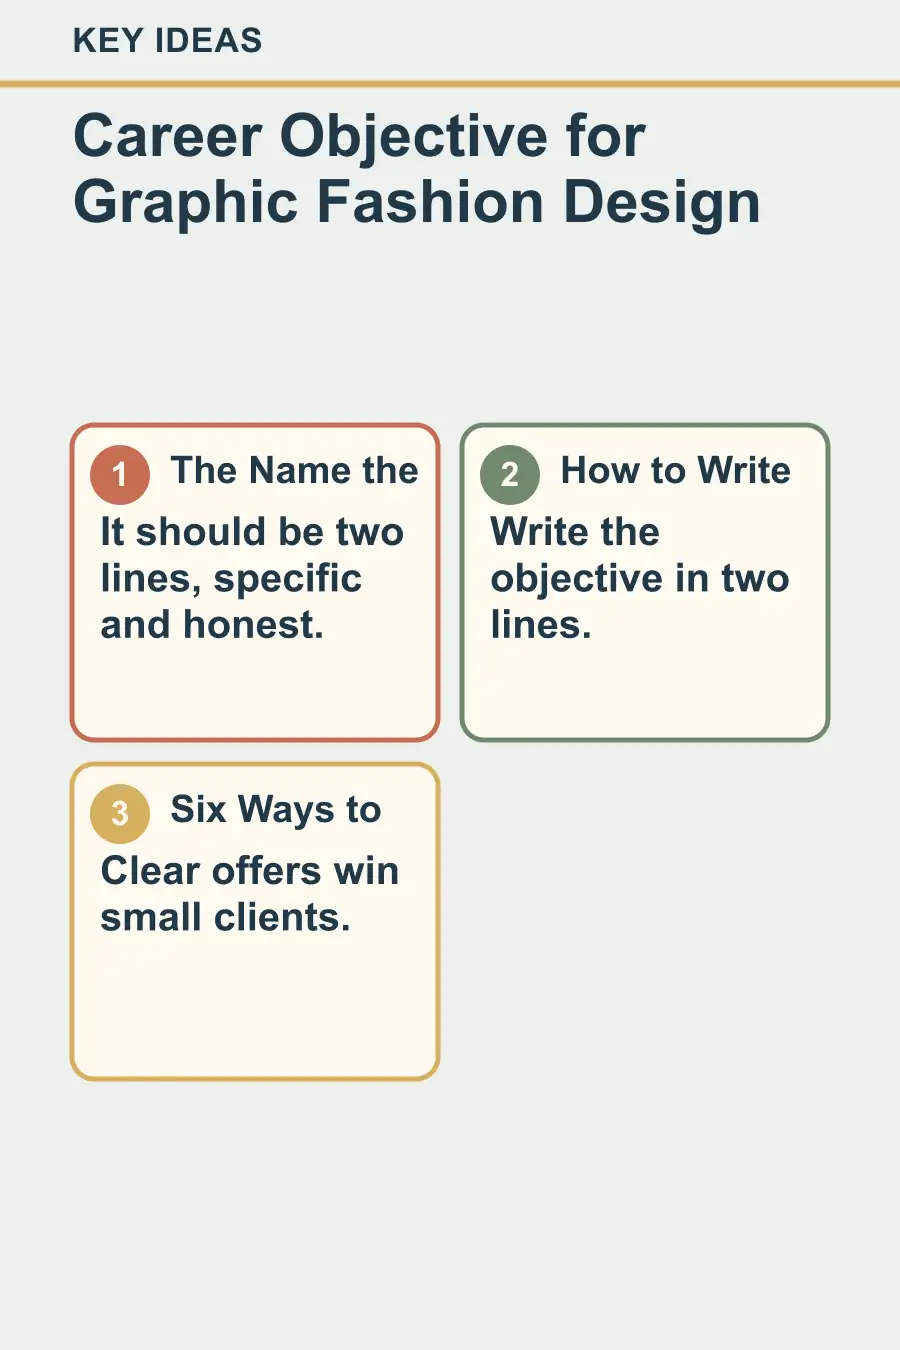 KEY IDEAS
Career Objective for
Graphic Fashion Design
1 The Name the
It should be two
lines, specific
and honest.
2 How to Write
Write the
objective in two
lines.
3 Six Ways to
Clear offers win
small clients.